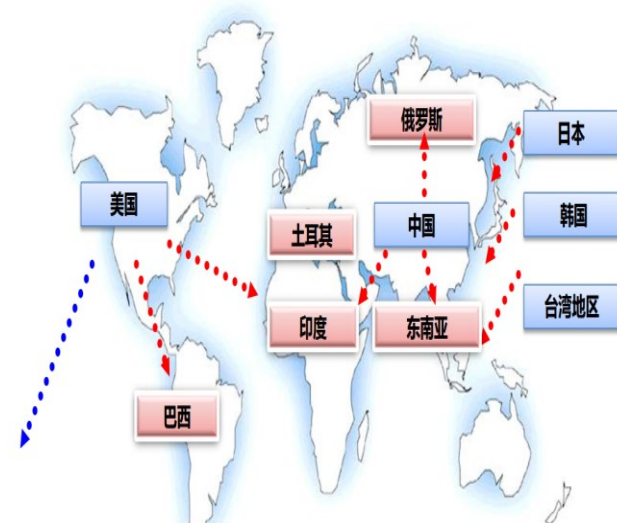 俄罗斯
日本
美国
中国
韩国
土耳其
印度
东南亚
台湾地区
巴西